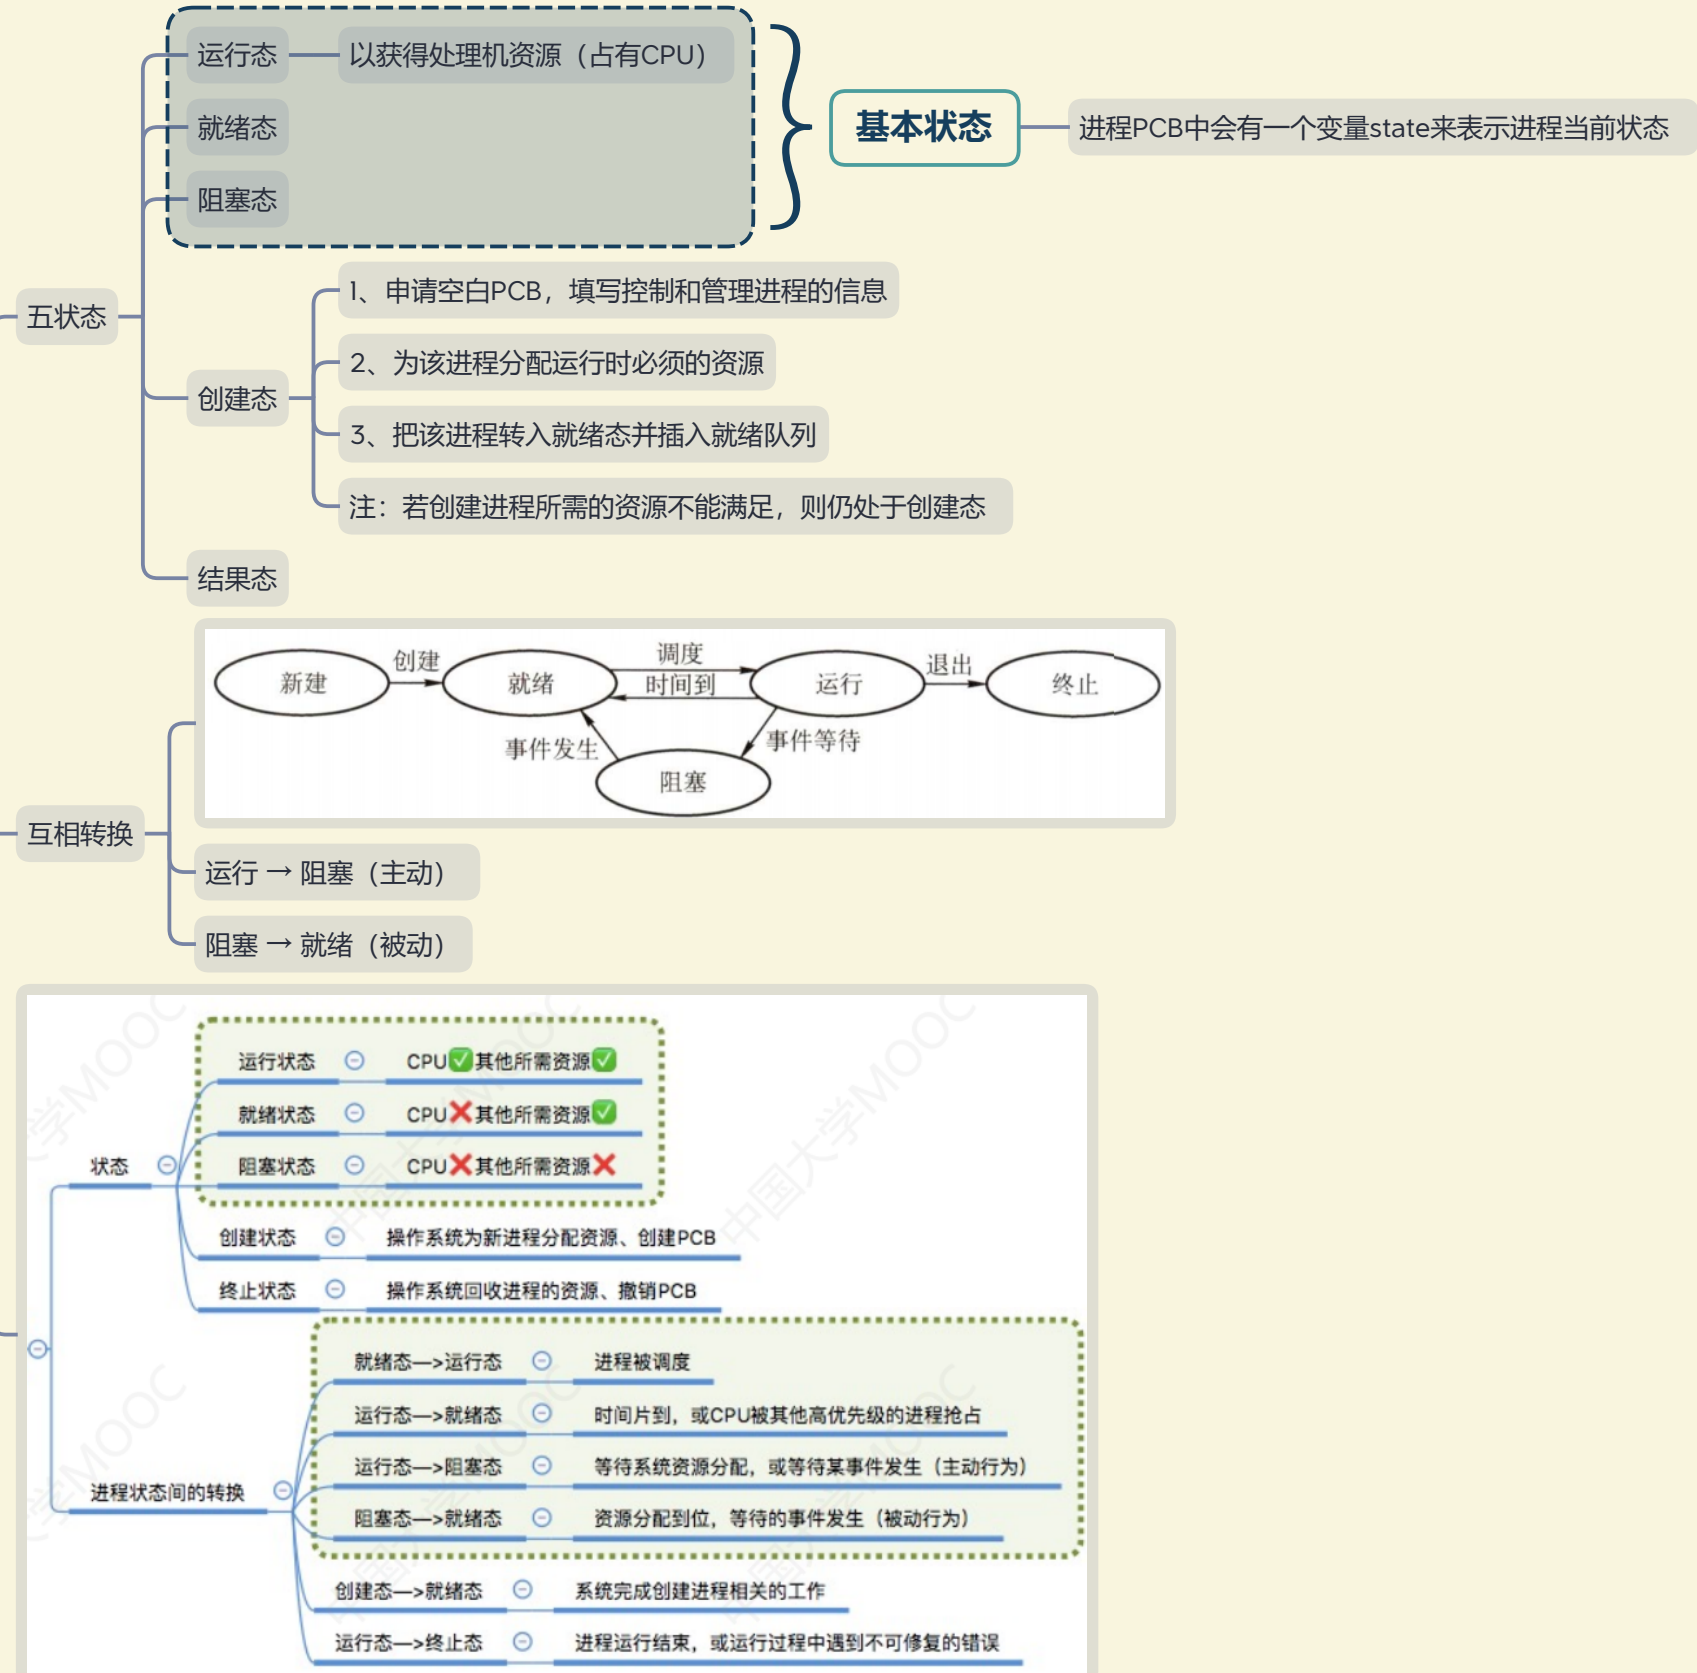 运行态
以获得处理机资源（占有CPU）
就绪态
阻塞态
基本状态
进程PCB中会有一个变量state来表示进程当前状态
五状态
创建态
1、申请空白PCB，填写控制和管理进程的信息
2、为该进程分配运行时必须的资源
3、把该进程转入就绪态并插入就绪队列
注：若创建进程所需的资源不能满足，则仍处于创建态
结果态
互相转换
新建
创建
就绪
调度
时间到
运行
退出
终止
事件发生
事件等待
阻塞
运行 → 阻塞（主动）
阻塞 → 就绪（被动）
状态
运行状态
CPU✅其他所需资源✅
就绪状态
CPU❌其他所需资源✅
阻塞状态
CPU❌其他所需资源❌
创建状态
操作系统为新进程分配资源、创建PCB
终止状态
操作系统回收进程的资源、撤销PCB
进程状态间的转换
就绪态—>运行态
进程被调度
运行态—>就绪态
时间片到，或CPU被其他高优先级的进程抢占
运行态—>阻塞态
等待系统资源分配，或等待某事件发生（主动行为）
阻塞态—>就绪态
资源分配到位，等待的事件发生（被动行为）
创建态—>就绪态
系统完成创建进程相关的工作
运行态—>终止态
进程运行结束，或运行过程中遇到不可修复的错误
中国大学MOOC